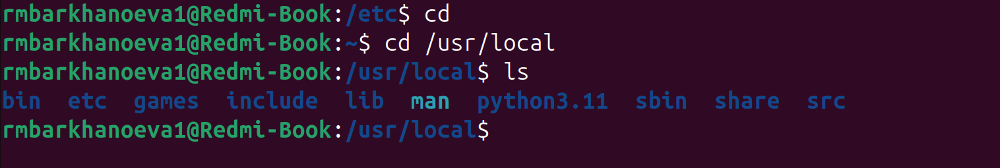 rmbarkhanoeva1@Redmi-Book:/etc$ cd
rmbarkhanoeva1@Redmi-Book:~$ cd /usr/local
rmbarkhanoeva1@Redmi-Book:/usr/local$ ls
bin  etc  games  include  lib  man  python3.11  sbin  share  src
rmbarkhanoeva1@Redmi-Book:/usr/local$